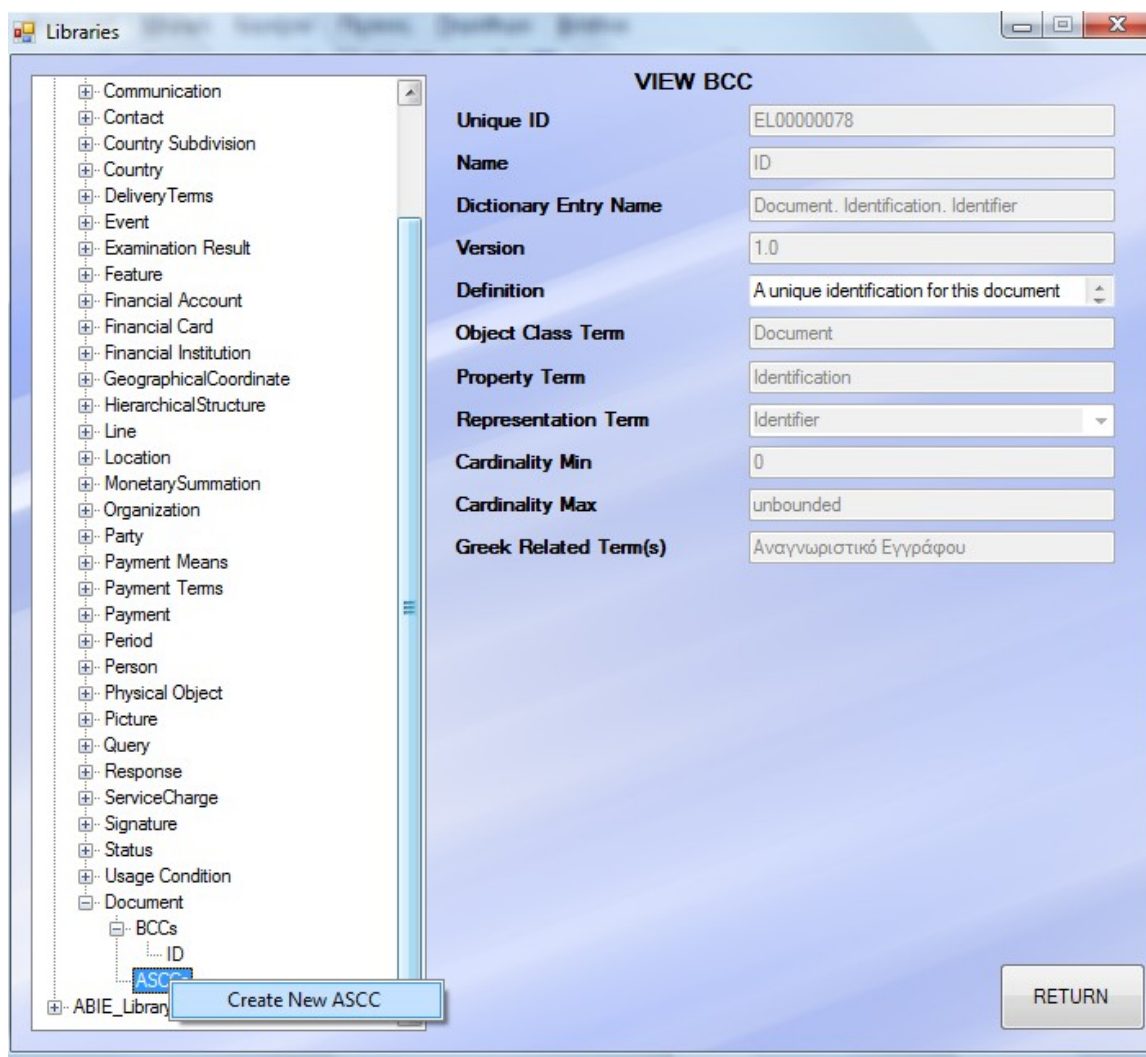 Libraries
Communication
Contact
Country Subdivision
Country
DeliveryTerms
Event
Examination Result
Feature
Financial Account
Financial Card
Financial Institution
GeographicalCoordinate
HierarchicalStructure
Line
Location
MonetarySummation
Organization
Party
Payment Means
Payment Terms
Payment
Period
Person
Physical Object
Picture
Query
Response
ServiceCharge
Signature
Status
Usage Condition
Document
BCCs
ID
ASCCs
ABIE_Library
Create New ASCC
VIEW BCC
Unique ID EL00000078
Name ID
Dictionary Entry Name Document. Identification. Identifier
Version 1.0
Definition A unique identification for this document
Object Class Term Document
Property Term Identification
Representation Term Identifier
Cardinality Min 0
Cardinality Max unbounded
Greek Related Term(s) Αναγνωριστικό Εγγράφου
RETURN